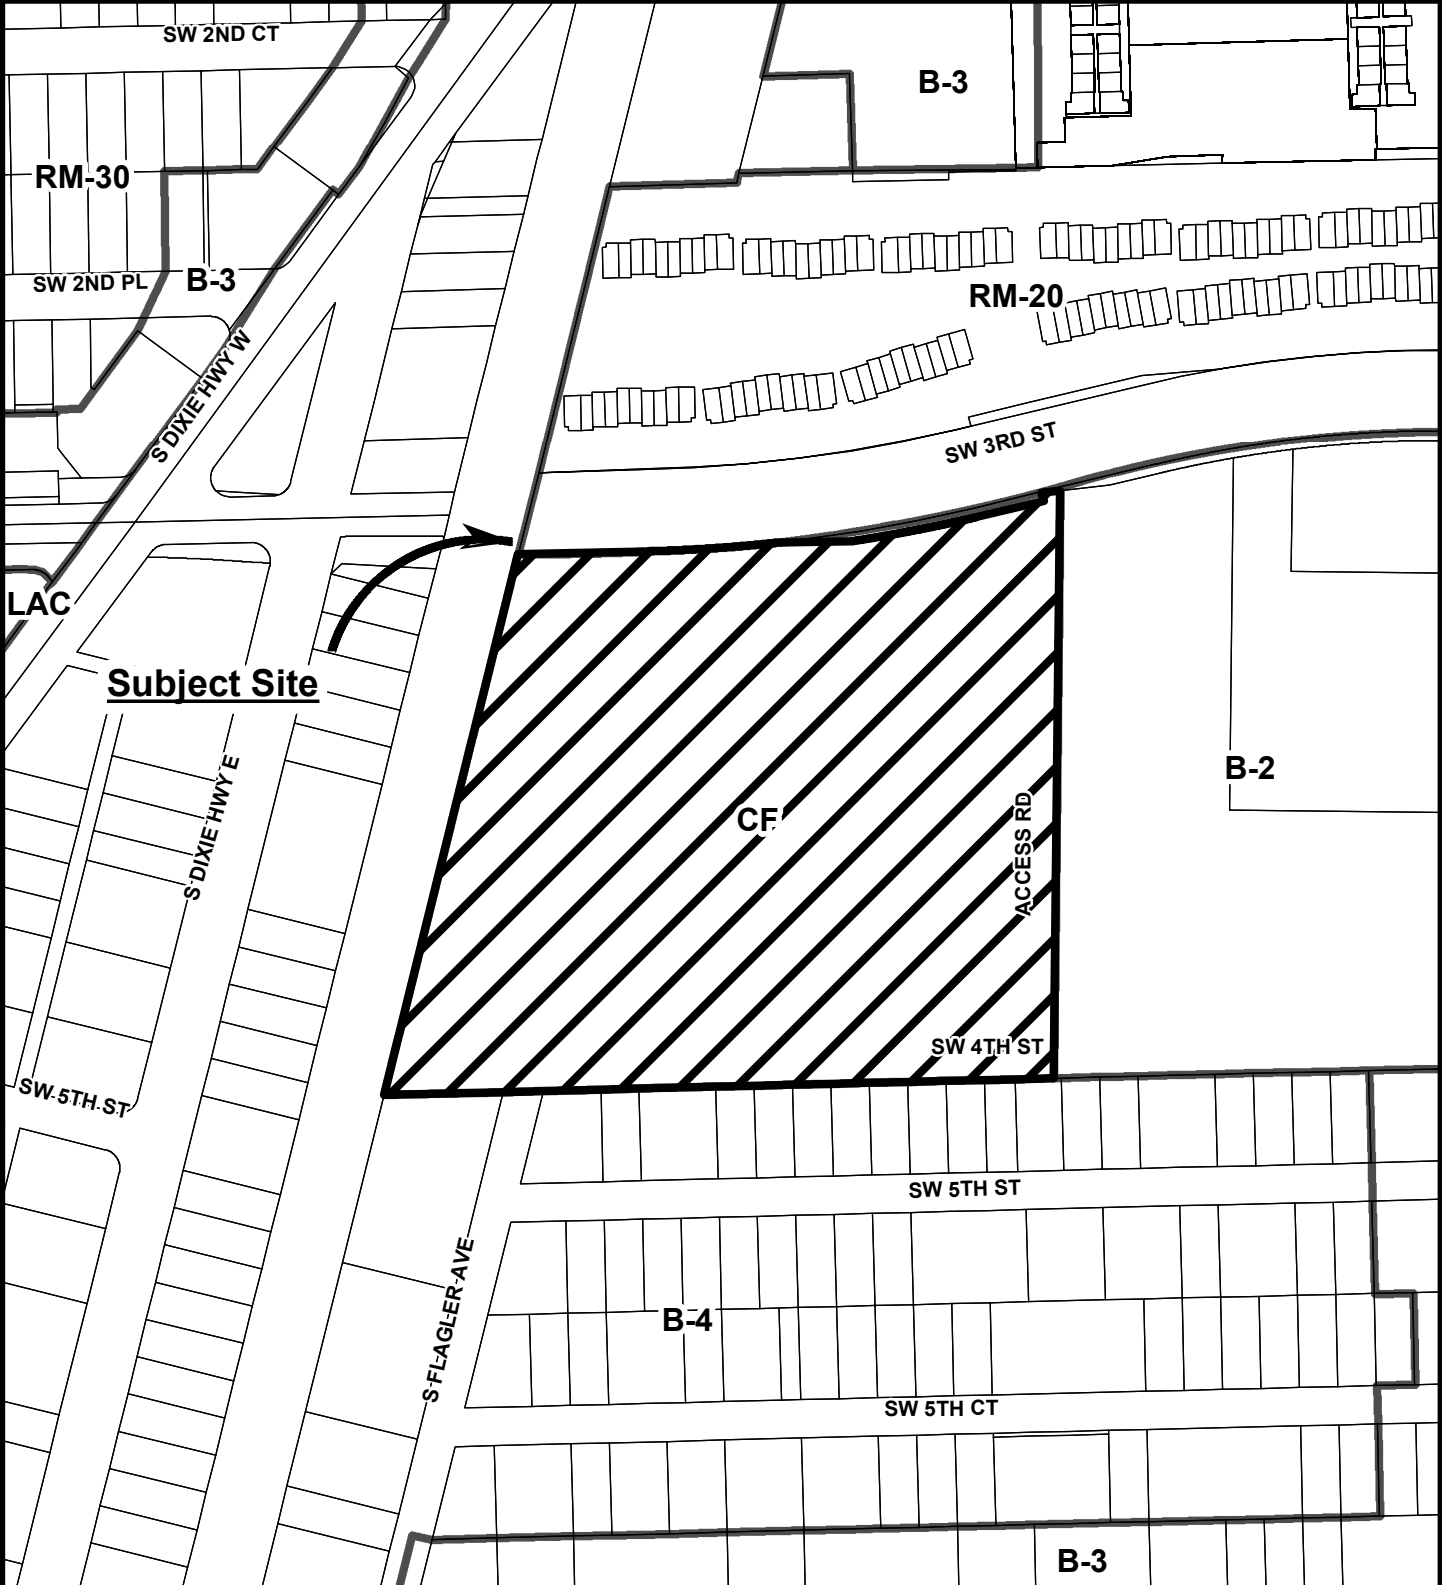 SW 2ND CT
B-3
RM-30
SW 2ND PL
B-3
RM-20
S DIXIE HWY W
SW 3RD ST
LAC
Subject Site
B-2
S DIXIE HWY E
CF
ACCESS RD
SW 4TH ST
SW 5TH ST
SW 5TH ST
S FLAGLER AVE
B-4
SW 5TH CT
B-3